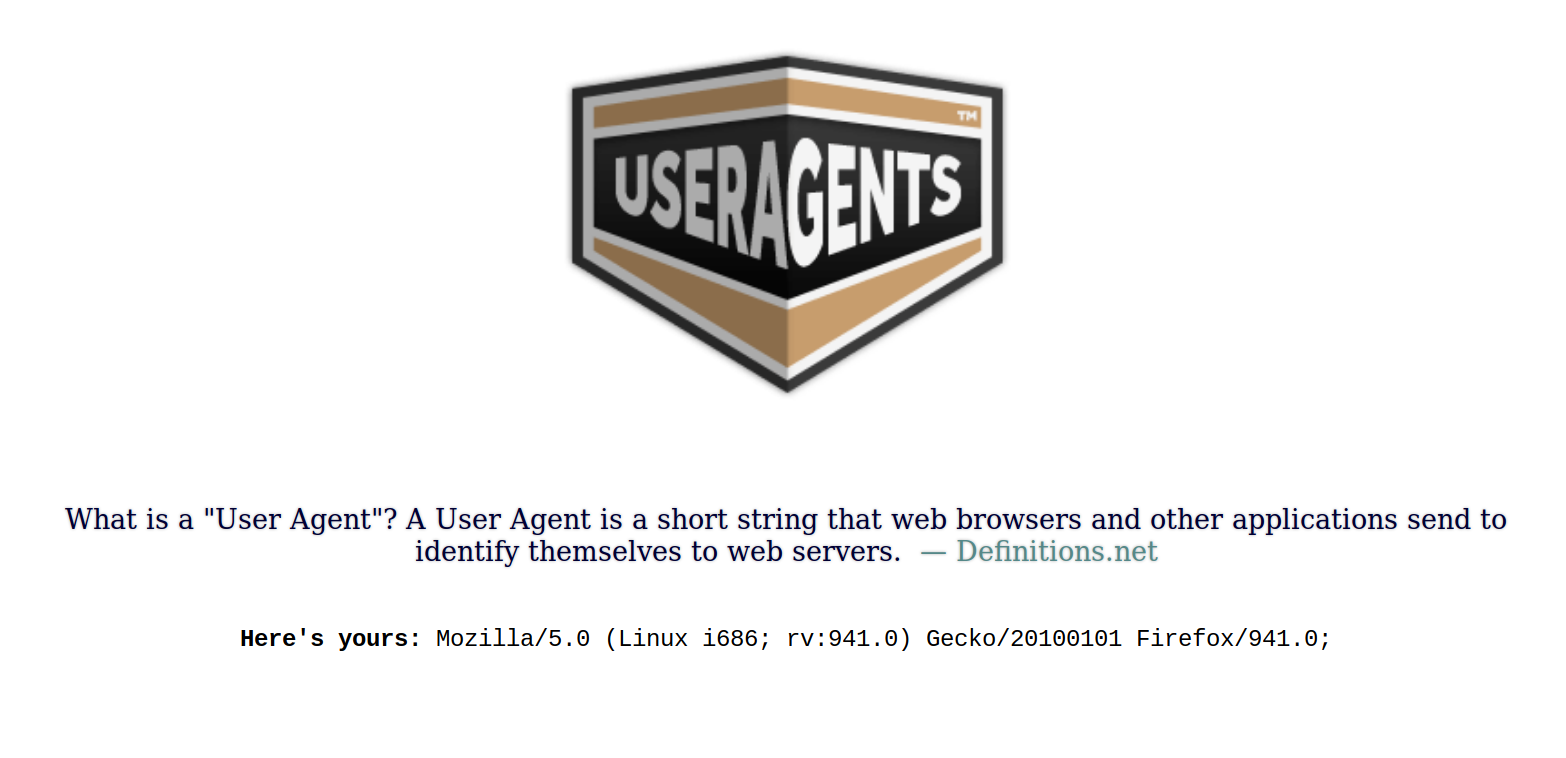 ™
USERAGENTS
What is a "User Agent"? A User Agent is a short string that web browsers and other applications send to
identify themselves to web servers. — Definitions.net
Here's yours: Mozilla/5.0 (Linux i686; rv:941.0) Gecko/20100101 Firefox/941.0;